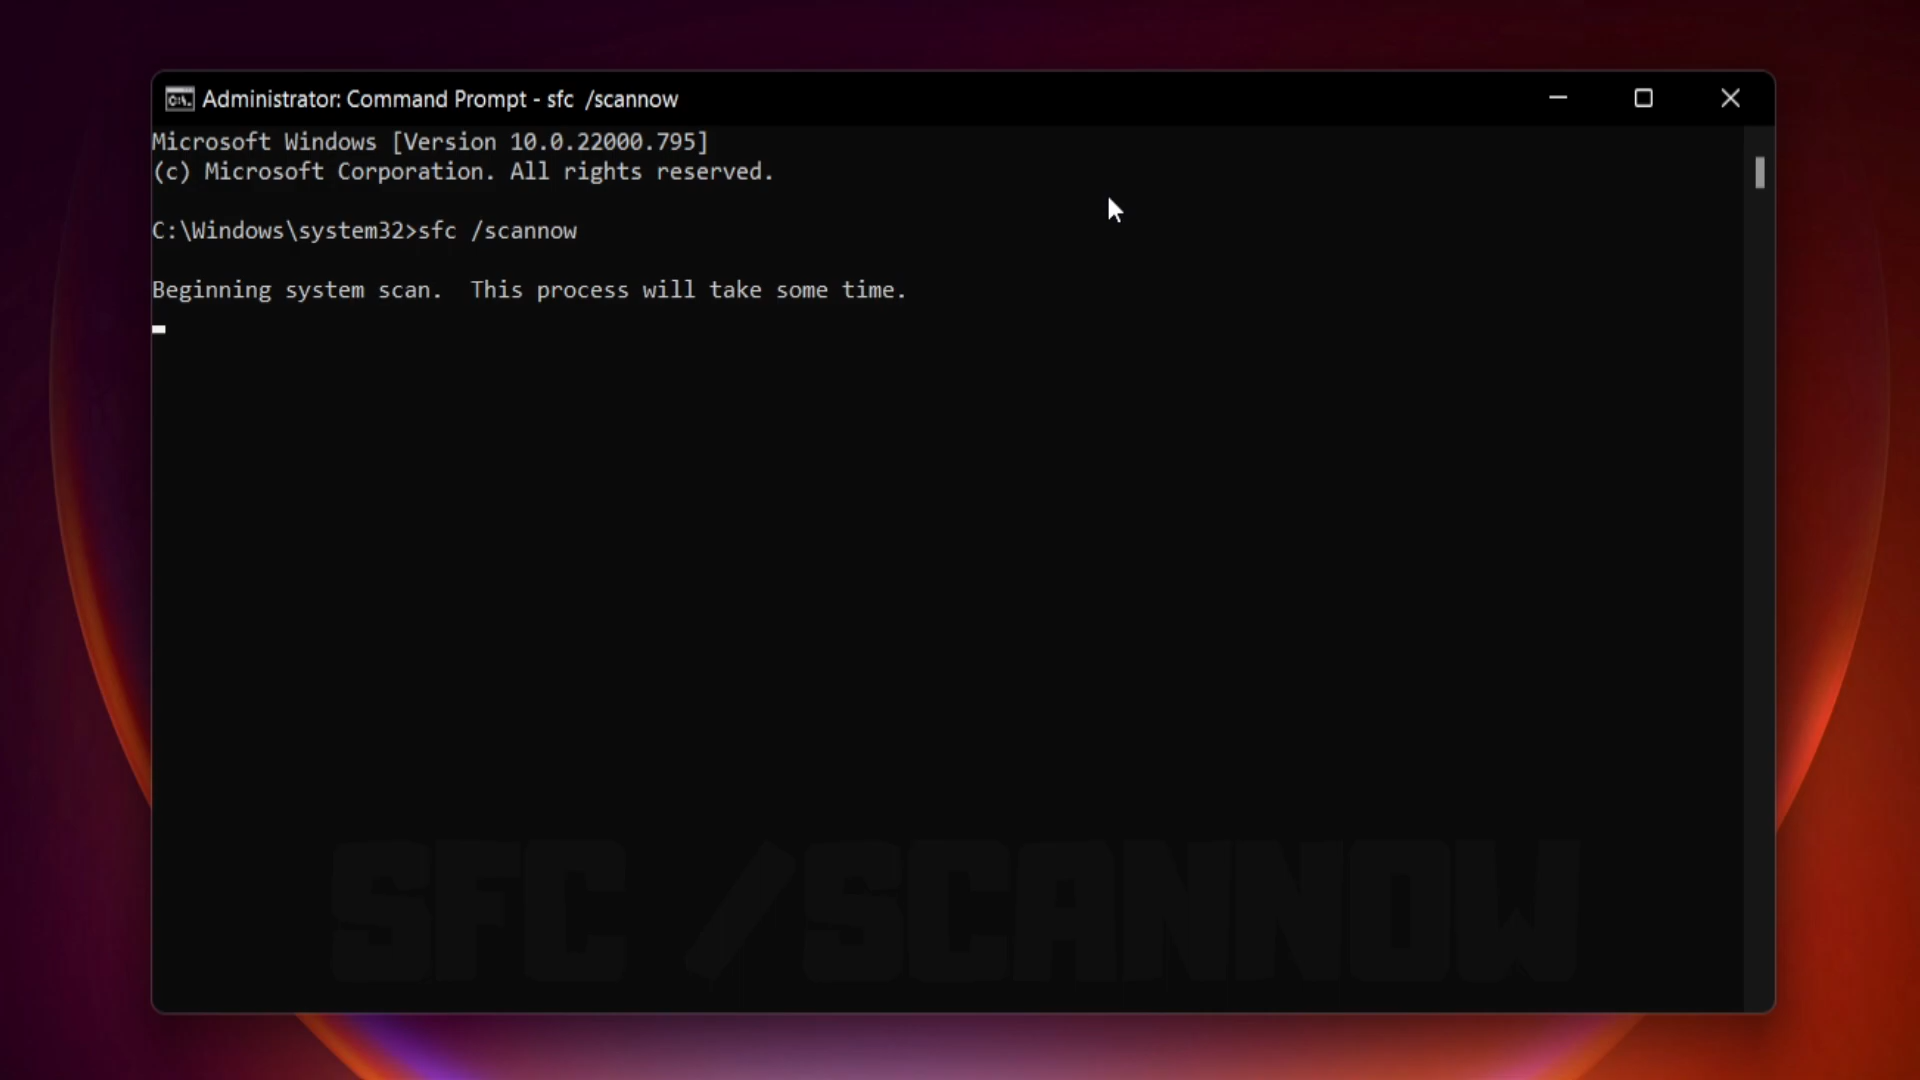 Administrator: Command Prompt - sfc  /scannow
Microsoft Windows [Version 10.0.22000.795]
(c) Microsoft Corporation. All rights reserved.
C:\Windows\system32>sfc /scannow
Beginning system scan.  This process will take some time.
SFC /SCANNOW